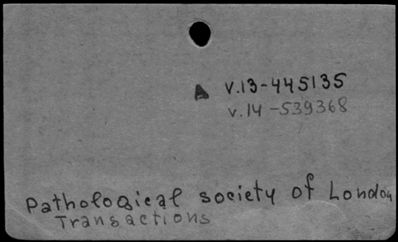 A v.13-445135
v.14-539368
Pathological society of London
Transactions